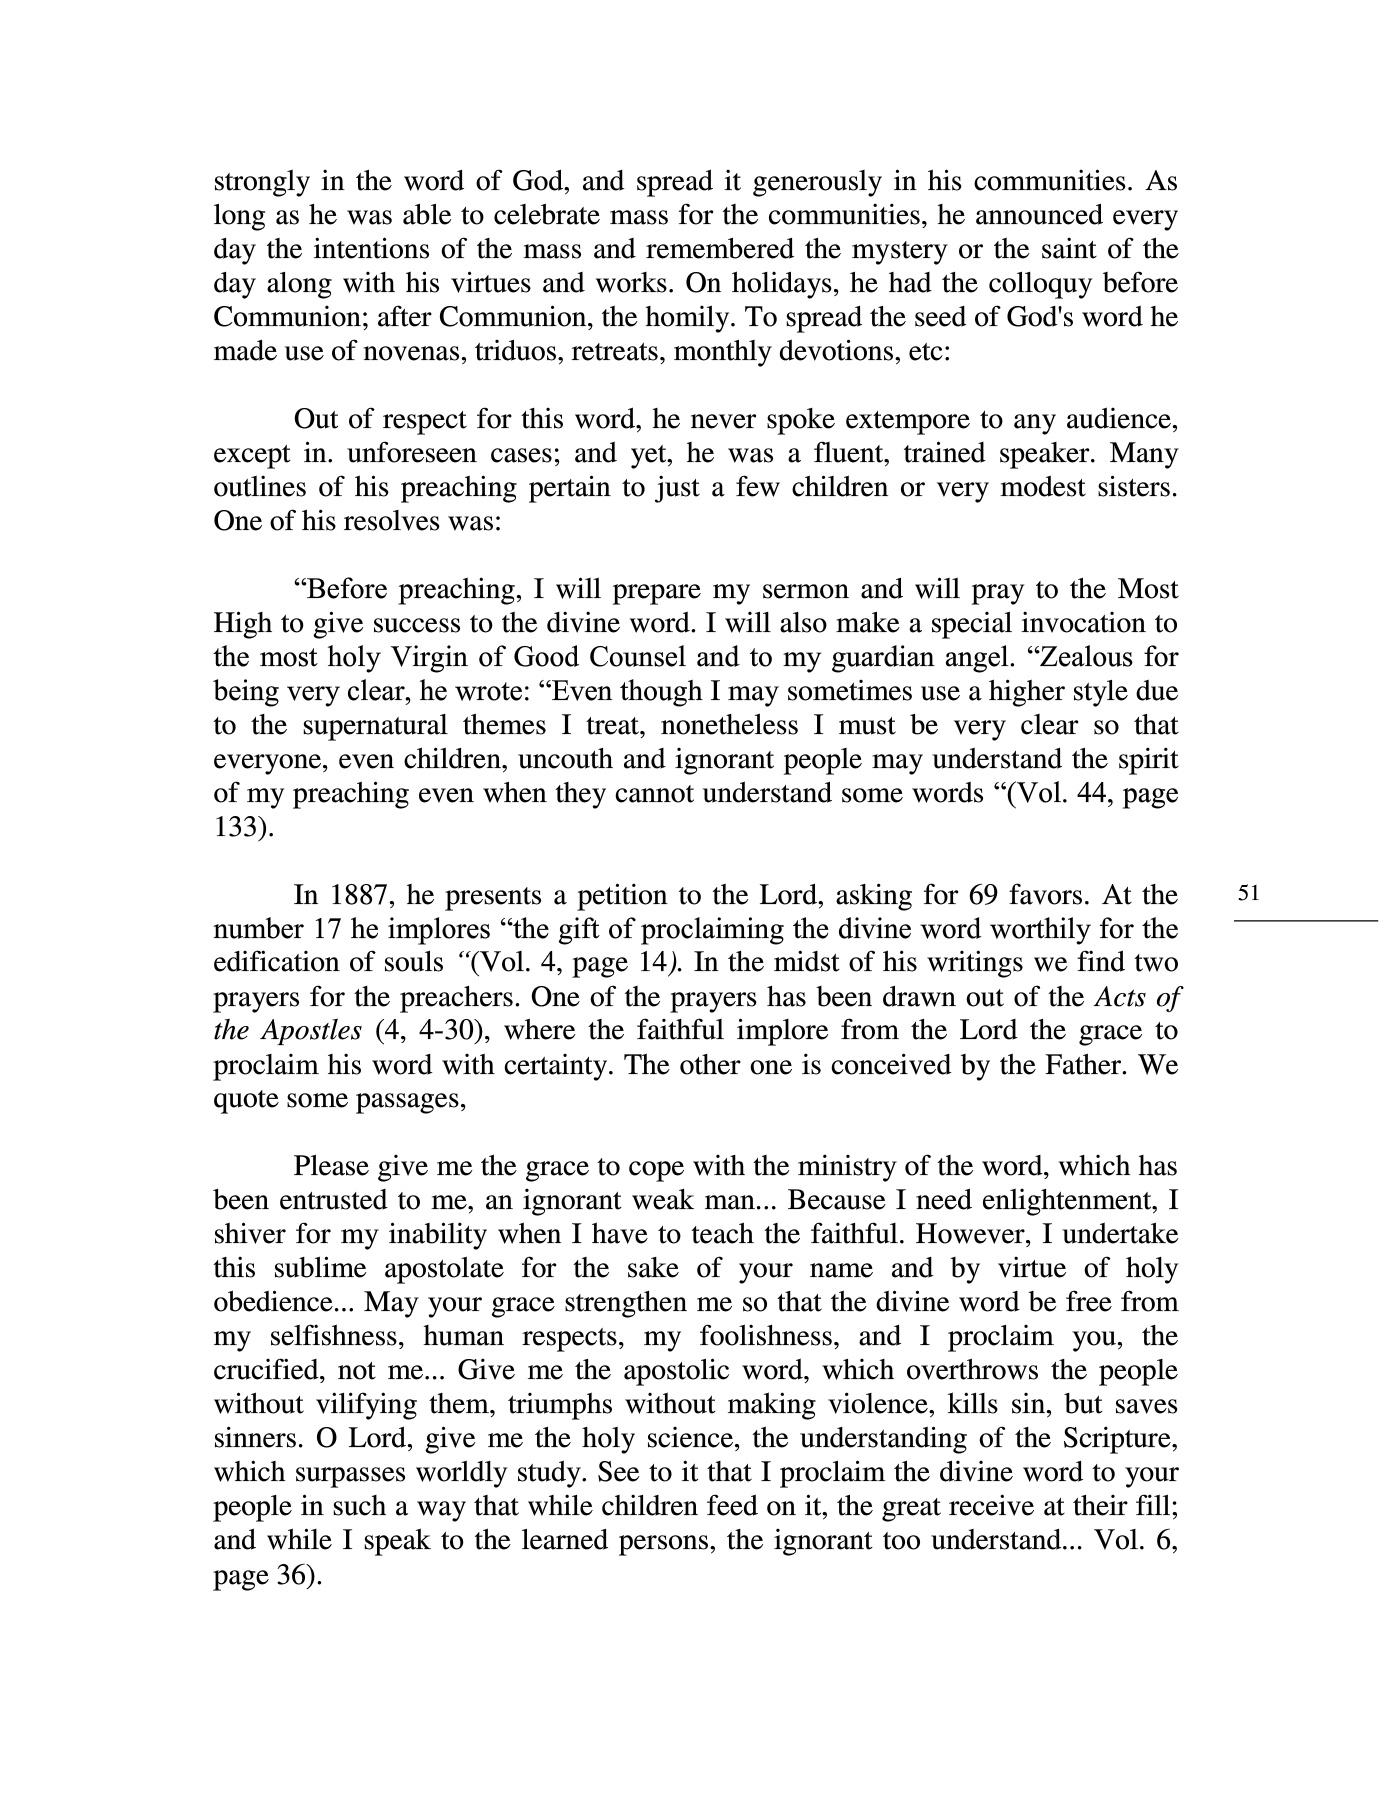 strongly in the word of God, and spread it generously in his communities. As
long as he was able to celebrate mass for the communities, he announced every
day the intentions of the mass and remembered the mystery or the saint of the
day along with his virtues and works. On holidays, he had the colloquy before
Communion; after Communion, the homily. To spread the seed of God's word he
made use of novenas, triduos, retreats, monthly devotions, etc:
Out of respect for this word, he never spoke extempore to any audience,
except in. unforeseen cases; and yet, he was a fluent, trained speaker. Many
outlines of his preaching pertain to just a few children or very modest sisters.
One of his resolves was:
“Before preaching, I will prepare my sermon and will pray to the Most
High to give success to the divine word. I will also make a special invocation to
the most holy Virgin of Good Counsel and to my guardian angel. “Zealous for
being very clear, he wrote: “Even though I may sometimes use a higher style due
to the supernatural themes I treat, nonetheless I must be very clear so that
everyone, even children, uncouth and ignorant people may understand the spirit
of my preaching even when they cannot understand some words “(Vol. 44, page
133).
In 1887, he presents a petition to the Lord, asking for 69 favors. At the
number 17 he implores “the gift of proclaiming the divine word worthily for the
edification of souls “(Vol. 4, page 14). In the midst of his writings we find two
prayers for the preachers. One of the prayers has been drawn out of the Acts of
the Apostles (4, 4-30), where the faithful implore from the Lord the grace to
proclaim his word with certainty. The other one is conceived by the Father. We
quote some passages,
Please give me the grace to cope with the ministry of the word, which has
been entrusted to me, an ignorant weak man... Because I need enlightenment, I
shiver for my inability when I have to teach the faithful. However, I undertake
this sublime apostolate for the sake of your name and by virtue of holy
obedience... May your grace strengthen me so that the divine word be free from
my selfishness, human respects, my foolishness, and I proclaim you, the
crucified, not me... Give me the apostolic word, which overthrows the people
without vilifying them, triumphs without making violence, kills sin, but saves
sinners. O Lord, give me the holy science, the understanding of the Scripture,
which surpasses worldly study. See to it that I proclaim the divine word to your
people in such a way that while children feed on it, the great receive at their fill;
and while I speak to the learned persons, the ignorant too understand... Vol. 6,
page 36).
51